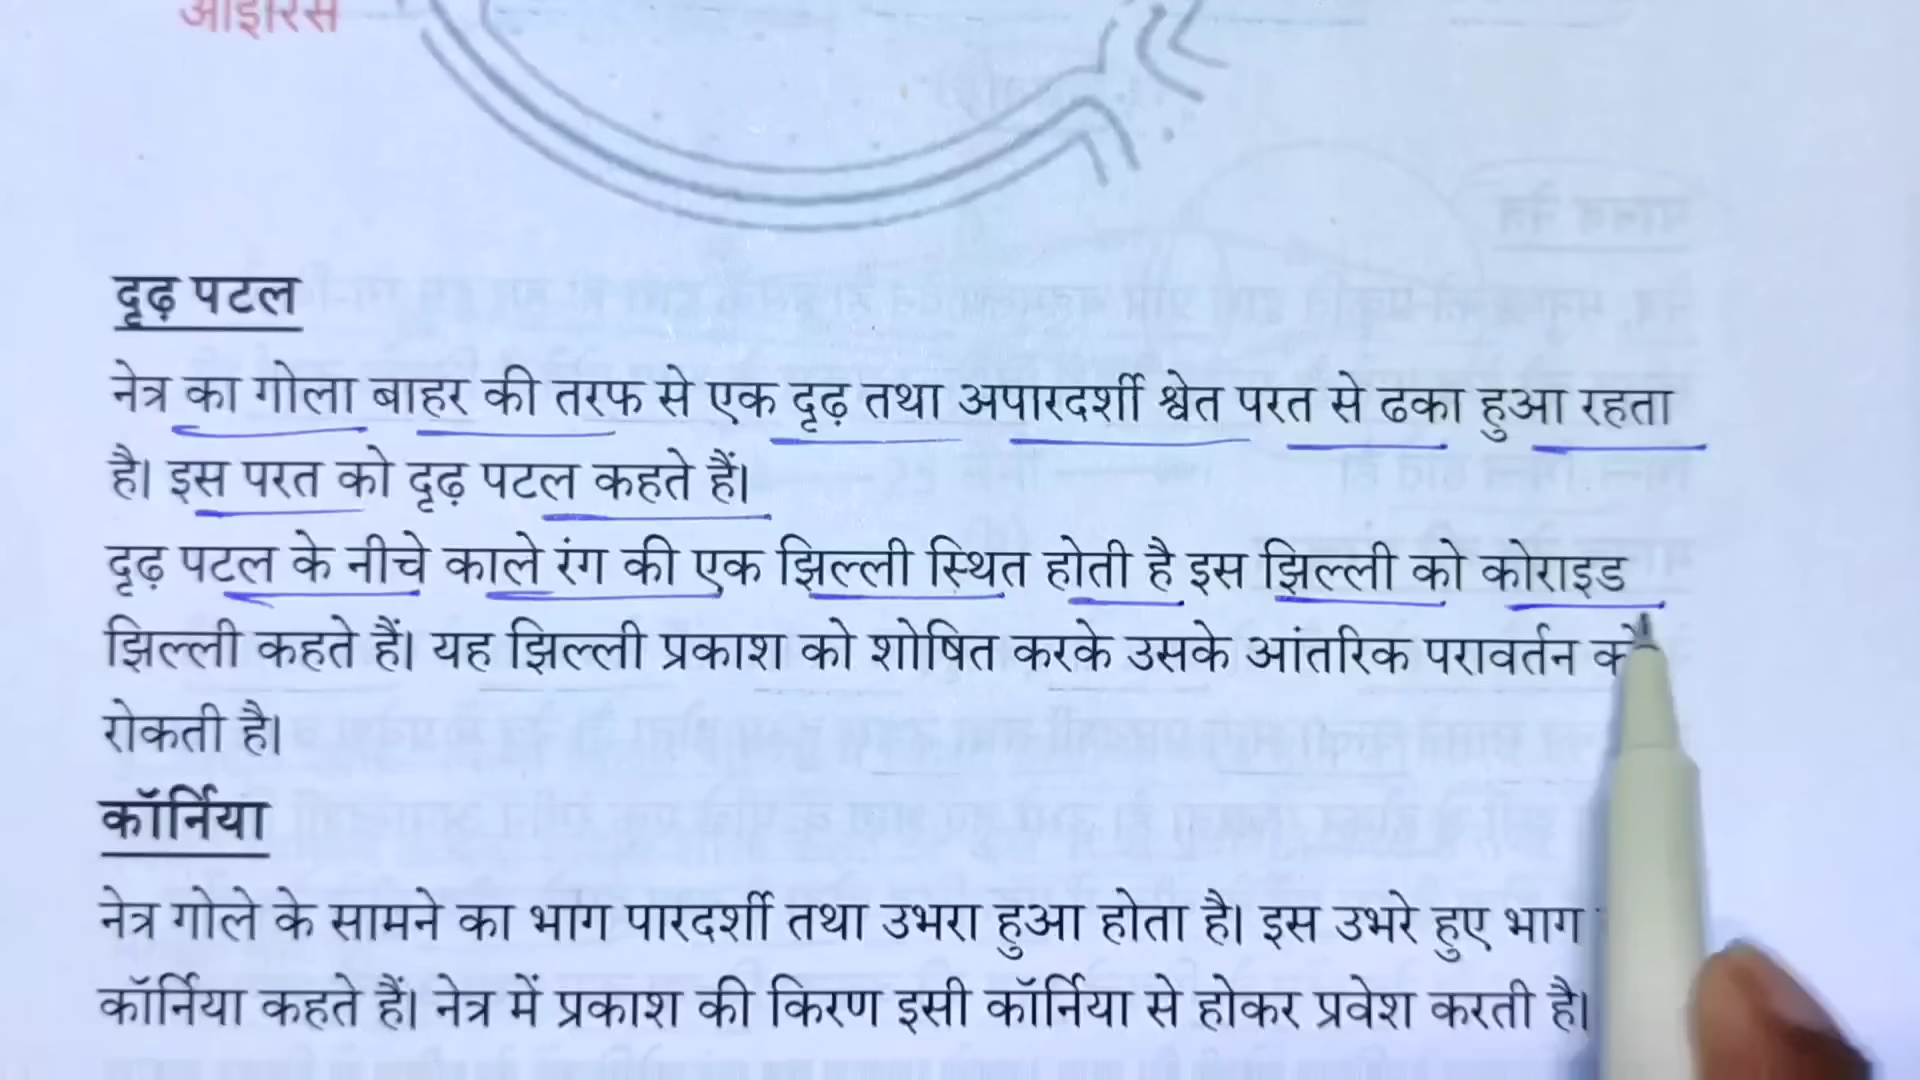 आइरिस
दृढ़ पटल
नेत्र का गोला बाहर की तरफ से एक दृढ़ तथा अपारदर्शी श्वेत परत से ढका हुआ रहता
है। इस परत को दृढ़ पटल कहते हैं।
दृढ़ पटल के नीचे काले रंग की एक झिल्ली स्थित होती है इस झिल्ली को कोराइड
झिल्ली कहते हैं। यह झिल्ली प्रकाश को शोषित करके उसके आंतरिक परावर्तन को
रोकती है।
कॉर्निया
नेत्र गोले के सामने का भाग पारदर्शी तथा उभरा हुआ होता है। इस उभरे हुए भाग
कॉर्निया कहते हैं। नेत्र में प्रकाश की किरण इसी कॉर्निया से होकर प्रवेश करती है।